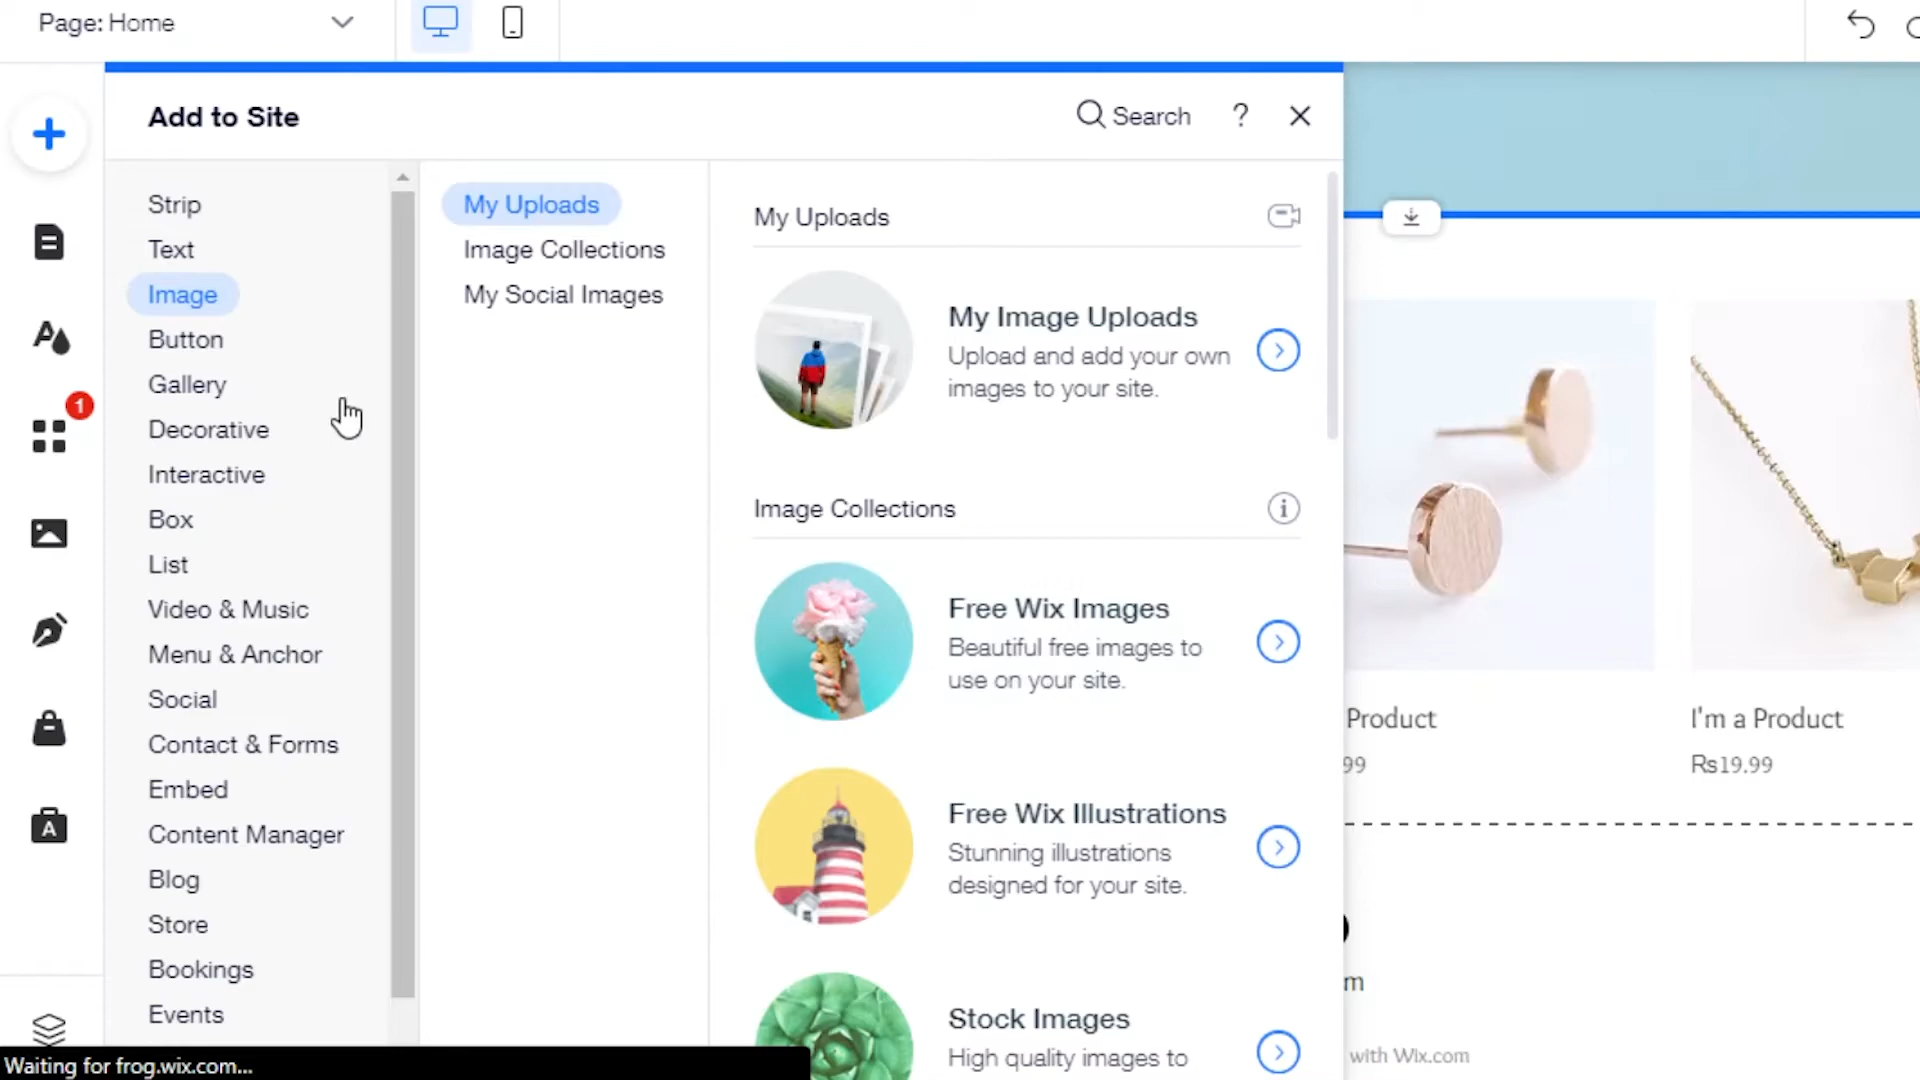 Page: Home
Add to Site
Search
?
1
Strip
Text
Image
Button
Gallery
Decorative
Interactive
Box
List
Video & Music
Menu & Anchor
Social
Contact & Forms
Embed
Content Manager
Blog
Store
Bookings
Events
A
My Uploads
Image Collections
My Social Images
My Uploads
My Image Uploads
Upload and add your own
images to your site.
Image Collections
Free Wix Images
Beautiful free images to
use on your site.
Free Wix Illustrations
Stunning illustrations
designed for your site.
Stock Images
High quality images to
Product
99
I'm a Product
Rs19.99
m
with Wix.com
Waiting for frog.wix.com...